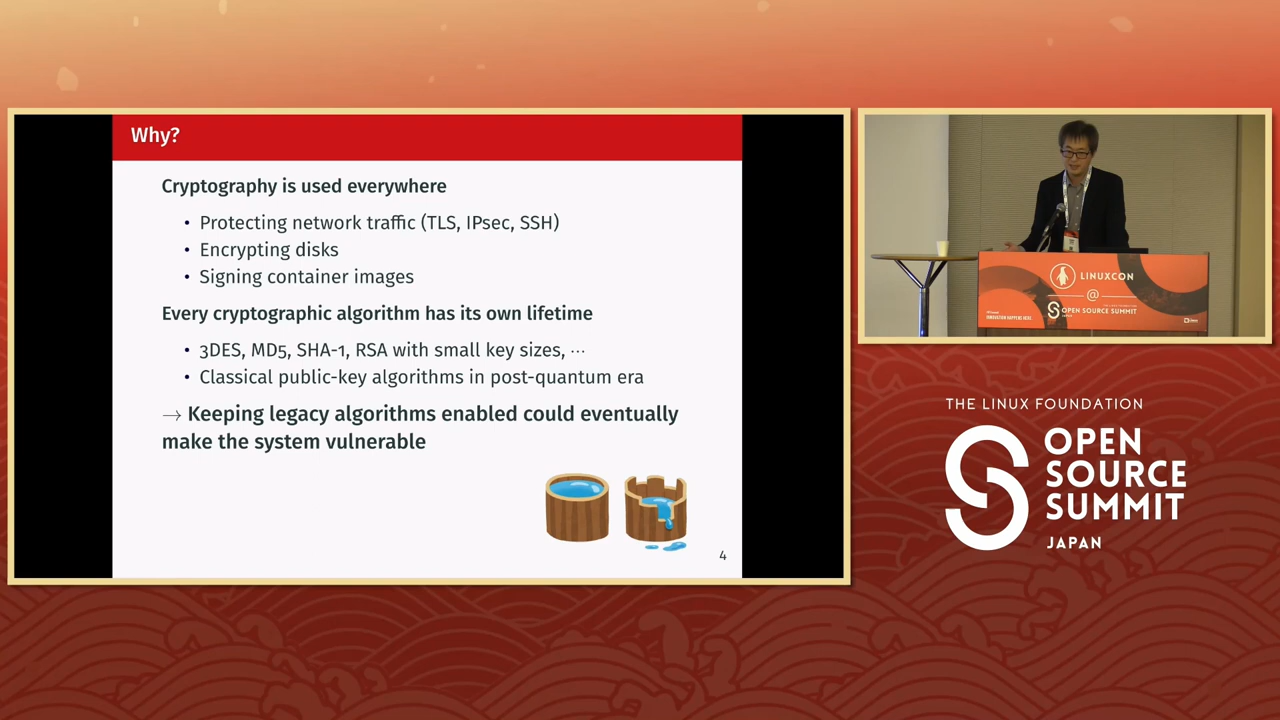 Why?
Cryptography is used everywhere
• Protecting network traffic (TLS, IPsec, SSH)
• Encrypting disks
• Signing container images
Every cryptographic algorithm has its own lifetime
• 3DES, MD5, SHA-1, RSA with small key sizes, ⋯
• Classical public-key algorithms in post-quantum era
→ Keeping legacy algorithms enabled could eventually
make the system vulnerable
4
LINUXCON
@
OPEN SOURCE SUMMIT
THE LINUX FOUNDATION
OPEN
SOURCE
SUMMIT
JAPAN